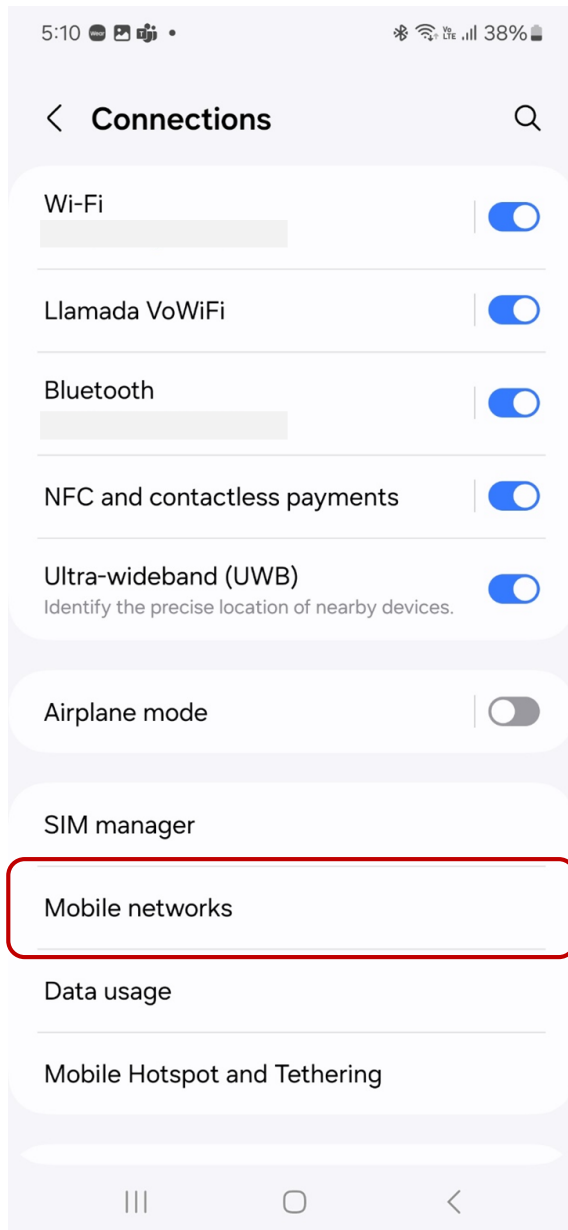 5:10 38%
Connections
Wi-Fi
Llamada VoWiFi
Bluetooth
NFC and contactless payments
Ultra-wideband (UWB)
Identify the precise location of nearby devices.
Airplane mode
SIM manager
Mobile networks
Data usage
Mobile Hotspot and Tethering